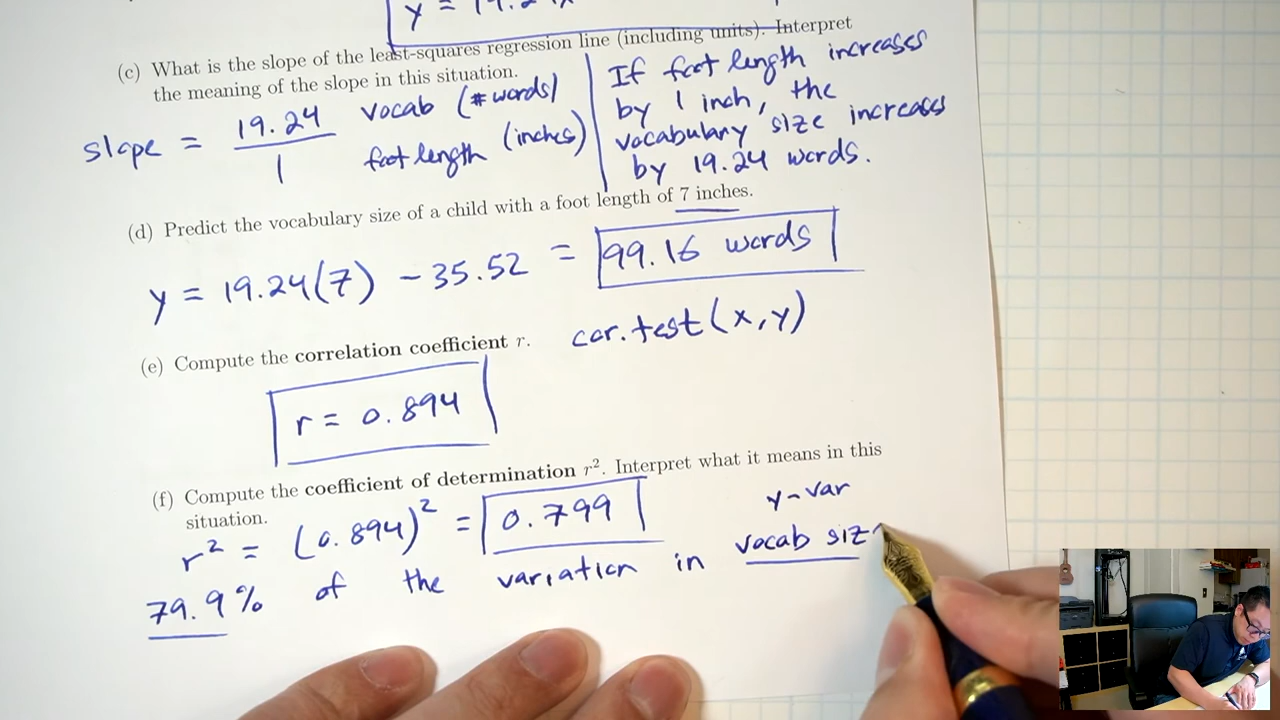 y = 19.24x
(c) What is the slope of the least-squares regression line (including units). Interpret
the meaning of the slope in this situation.
slope = 19.24 / 1 vocab (# words) / foot length (inches)
If foot length increases
by 1 inch, the
vocabulary size increases
by 19.24 words.
(d) Predict the vocabulary size of a child with a foot length of 7 inches.
y = 19.24(7) - 35.52 = 99.16 words
(e) Compute the correlation coefficient r. cor.test(x,y)
r = 0.894
(f) Compute the coefficient of determination r². Interpret what it means in this
situation.
r² = (0.894)² = 0.799
y-var
79.9% of the variation in vocab siz